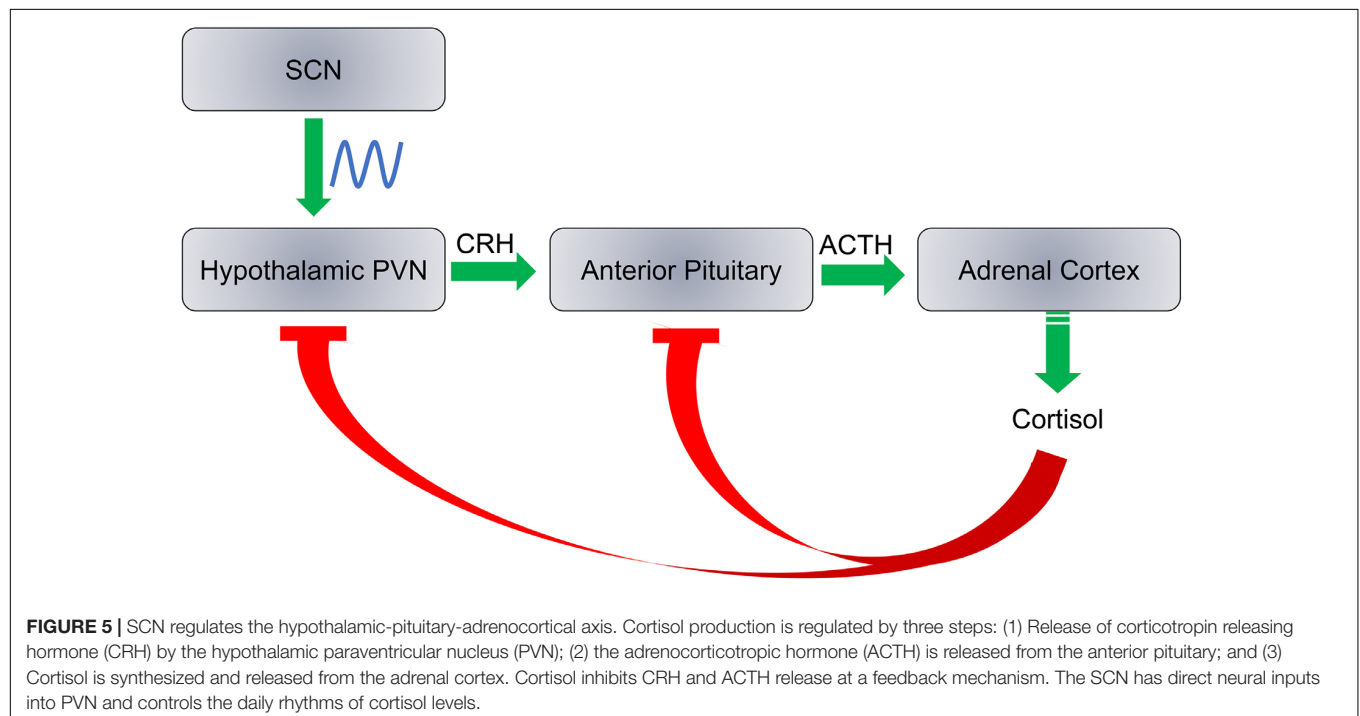 SCN
Hypothalamic PVN
CRH
Anterior Pituitary
ACTH
Adrenal Cortex
Cortisol
FIGURE 5 | SCN regulates the hypothalamic-pituitary-adrenocortical axis. Cortisol production is regulated by three steps: (1) Release of corticotropin releasing
hormone (CRH) by the hypothalamic paraventricular nucleus (PVN); (2) the adrenocorticotropic hormone (ACTH) is released from the anterior pituitary; and (3)
Cortisol is synthesized and released from the adrenal cortex. Cortisol inhibits CRH and ACTH release at a feedback mechanism. The SCN has direct neural inputs
into PVN and controls the daily rhythms of cortisol levels.